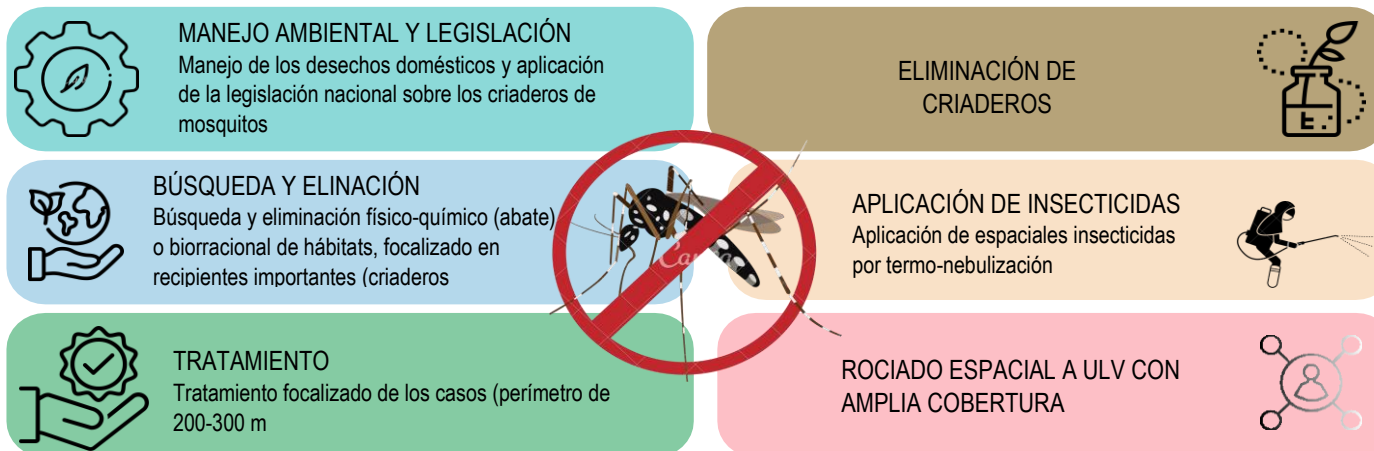 MANEJO AMBIENTAL Y LEGISLACIÓN
Manejo de los desechos domésticos y aplicación
de la legislación nacional sobre los criaderos de
mosquitos
ELIMINACIÓN DE
CRIADEROS
BÚSQUEDA Y ELINACIÓN
Búsqueda y eliminación físico-químico (abate)
o biorracional de hábitats, focalizado en
recipientes importantes (criaderos
APLICACIÓN DE INSECTICIDAS
Aplicación de espaciales insecticidas
por termo-nebulización
TRATAMIENTO
Tratamiento focalizado de los casos (perímetro de
200-300 m
ROCIADO ESPACIAL A ULV CON
AMPLIA COBERTURA